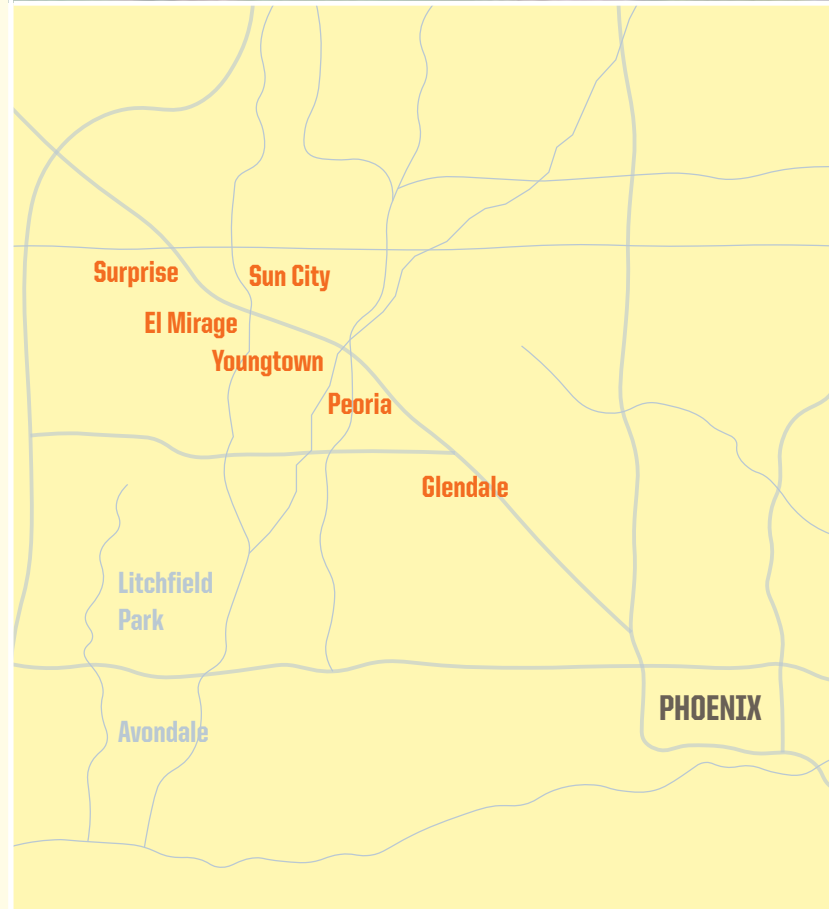 Surprise
Sun City
El Mirage
Youngtown
Peoria
Glendale
Litchfield
Park
PHOENIX
Avondale